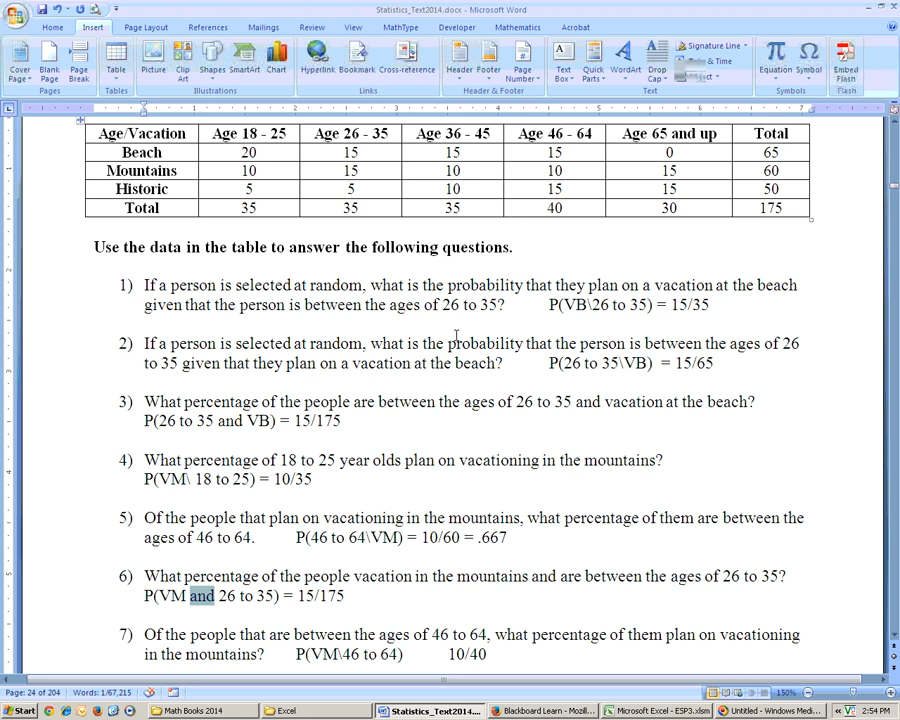 Statistics_Text2014.docx - Microsoft Word
Home Insert Page Layout References Mailings Review View MathType Developer Mathematics Acrobat
Cover Page Blank Page Page Break Table Picture Clip Art Shapes SmartArt Chart Hyperlink Bookmark Cross-reference Header Footer Page Number Text Box Quick Parts WordArt Drop Cap Signature Line & Time Equation Symbol Embed Flash
Pages Tables Illustrations Links Header & Footer Text Symbols Flash
Age/Vacation Age 18 - 25 Age 26 - 35 Age 36 - 45 Age 46 - 64 Age 65 and up Total
Beach 20 15 15 15 0 65
Mountains 10 15 10 10 15 60
Historic 5 5 10 15 15 50
Total 35 35 35 40 30 175
Use the data in the table to answer the following questions.
1) If a person is selected at random, what is the probability that they plan on a vacation at the beach
given that the person is between the ages of 26 to 35? P(VB\26 to 35) = 15/35
2) If a person is selected at random, what is the probability that the person is between the ages of 26
to 35 given that they plan on a vacation at the beach? P(26 to 35\VB) = 15/65
3) What percentage of the people are between the ages of 26 to 35 and vacation at the beach?
P(26 to 35 and VB) = 15/175
4) What percentage of 18 to 25 year olds plan on vacationing in the mountains?
P(VM\ 18 to 25) = 10/35
5) Of the people that plan on vacationing in the mountains, what percentage of them are between the
ages of 46 to 64. P(46 to 64\VM) = 10/60 = .667
6) What percentage of the people vacation in the mountains and are between the ages of 26 to 35?
P(VM and 26 to 35) = 15/175
7) Of the people that are between the ages of 46 to 64, what percentage of them plan on vacationing
in the mountains? P(VM\46 to 64) 10/40
Page: 24 of 204 Words: 1/67,215 150%
Start Math Books 2014 Excel Statistics_Text2014.... Blackboard Learn - Mozil... Microsoft Excel - ESP3.xlsm Untitled - Windows Medi... 2:54 PM